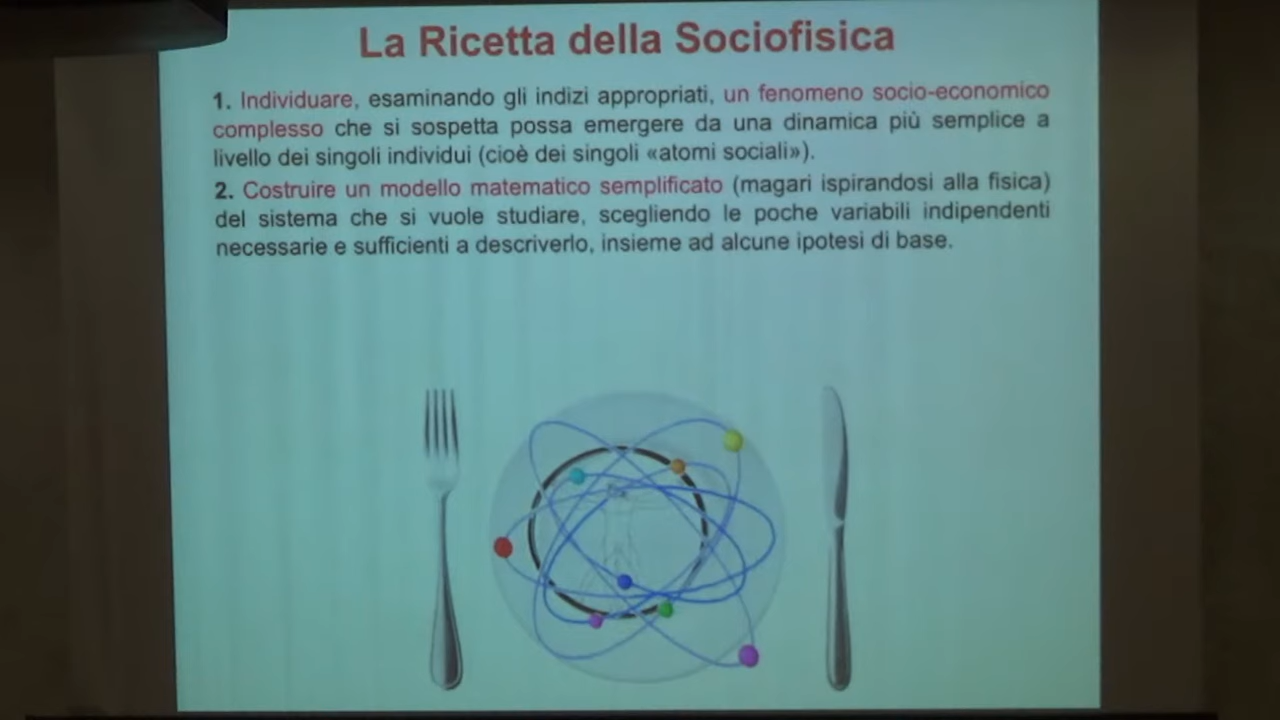 La Ricetta della Sociofisica
1. Individuare, esaminando gli indizi appropriati, un fenomeno socio-economico
complesso che si sospetta possa emergere da una dinamica più semplice a
livello dei singoli individui (cioè dei singoli «atomi sociali»).
2. Costruire un modello matematico semplificato (magari ispirandosi alla fisica)
del sistema che si vuole studiare, scegliendo le poche variabili indipendenti
necessarie e sufficienti a descriverlo, insieme ad alcune ipotesi di base.